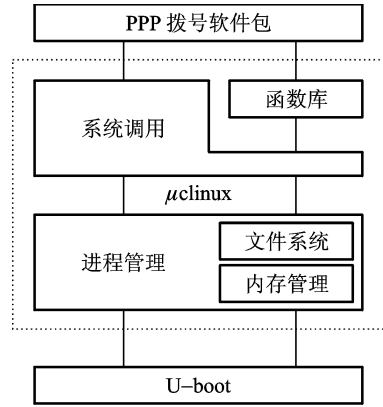 PPP 拨号软件包
函数库
系统调用
μclinux
文件系统
进程管理
内存管理
U-boot